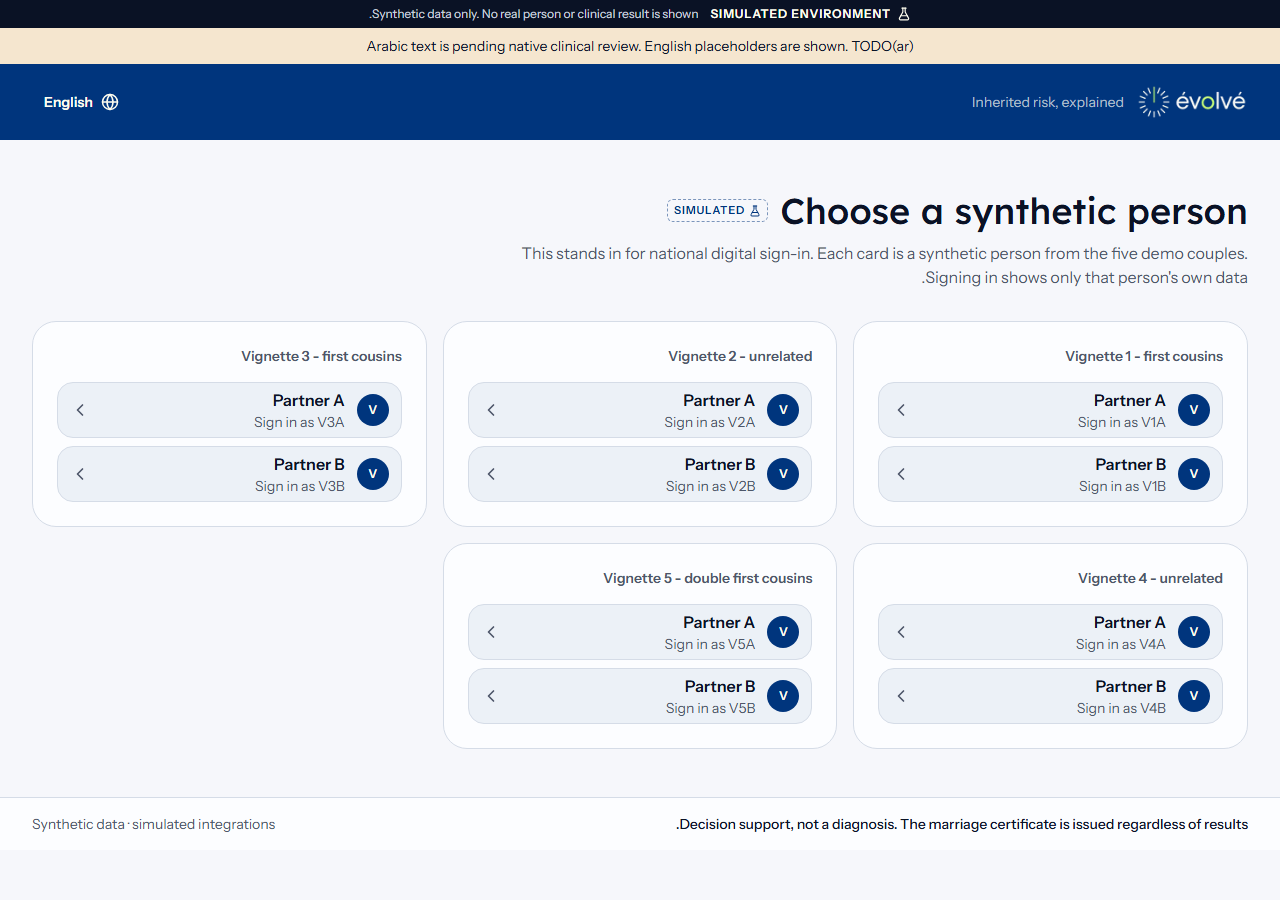 SIMULATED ENVIRONMENT .Synthetic data only. No real person or clinical result is shown
Arabic text is pending native clinical review. English placeholders are shown. TODO(ar)
évolvé Inherited risk, explained
English
Choose a synthetic person SIMULATED
This stands in for national digital sign-in. Each card is a synthetic person from the five demo couples.
.Signing in shows only that person's own data
Vignette 1 - first cousins
V Partner A
Sign in as V1A
V Partner B
Sign in as V1B
Vignette 2 - unrelated
V Partner A
Sign in as V2A
V Partner B
Sign in as V2B
Vignette 3 - first cousins
V Partner A
Sign in as V3A
V Partner B
Sign in as V3B
Vignette 4 - unrelated
V Partner A
Sign in as V4A
V Partner B
Sign in as V4B
Vignette 5 - double first cousins
V Partner A
Sign in as V5A
V Partner B
Sign in as V5B
.Decision support, not a diagnosis. The marriage certificate is issued regardless of results
Synthetic data · simulated integrations